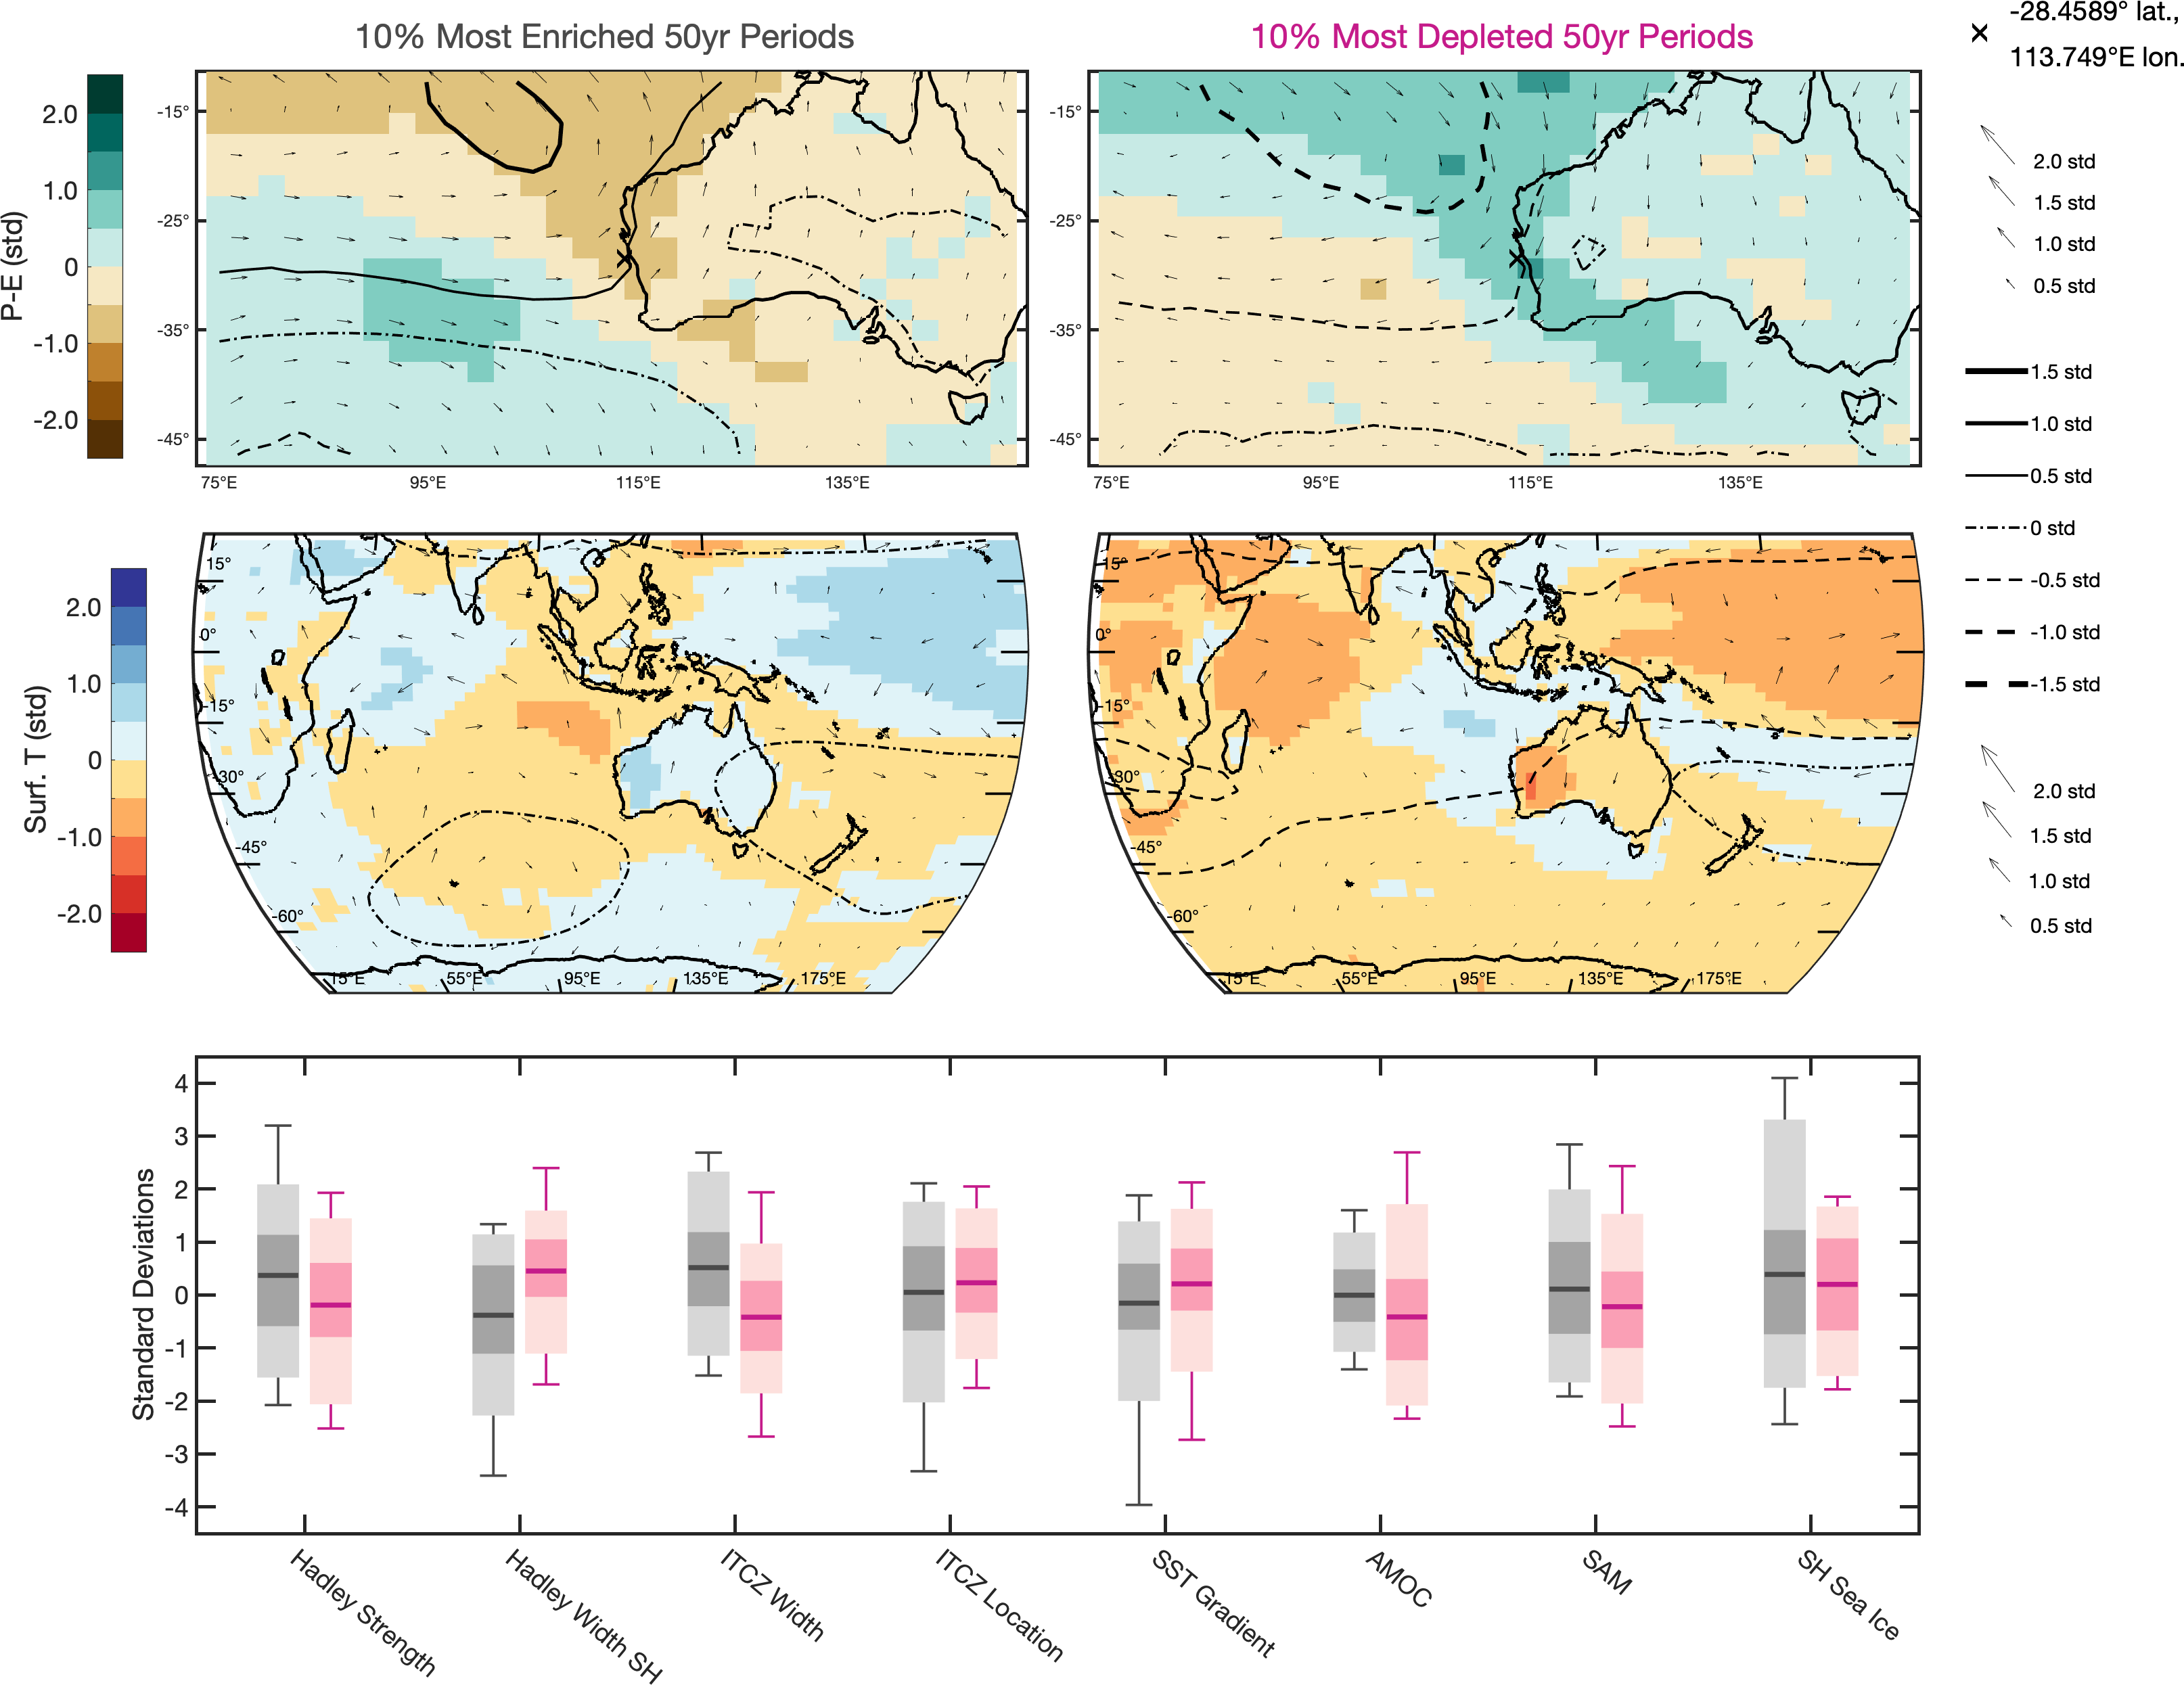 10% Most Enriched 50yr Periods
10% Most Depleted 50yr Periods
-28.4589° lat.,
113.749°E lon.
P-E (std)
2.0
1.0
0
-1.0
-2.0
-15°
-25°
-35°
-45°
75°E
95°E
115°E
135°E
-15°
-25°
-35°
-45°
75°E
95°E
115°E
135°E
2.0 std
1.5 std
1.0 std
0.5 std
1.5 std
1.0 std
0.5 std
0 std
-0.5 std
-1.0 std
-1.5 std
Surf. T (std)
2.0
1.0
0
-1.0
-2.0
15°
0°
-15°
-30°
-45°
-60°
15°E
55°E
95°E
135°E
175°E
15°
0°
-15°
-30°
-45°
-60°
15°E
55°E
95°E
135°E
175°E
2.0 std
1.5 std
1.0 std
0.5 std
Standard Deviations
4
3
2
1
0
-1
-2
-3
-4
Hadley Strength
Hadley Width SH
ITCZ Width
ITCZ Location
SST Gradient
AMOC
SAM
SH Sea Ice